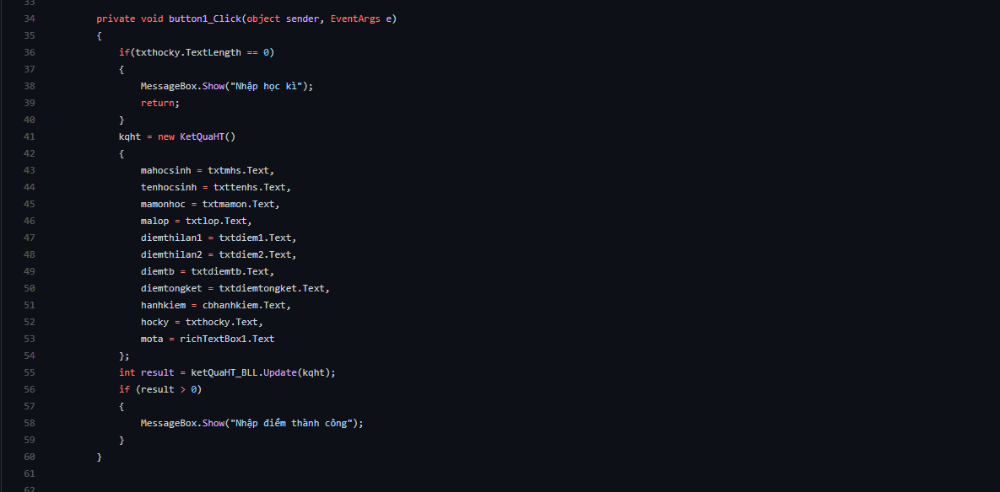 33
34 private void button1_Click(object sender, EventArgs e)
35 {
36 if(txthocky.TextLength == 0)
37 {
38 MessageBox.Show("Nhập học kì");
39 return;
40 }
41 kqht = new KetQuaHT()
42 {
43 mahocsinh = txtmhs.Text,
44 tenhocsinh = txttenhs.Text,
45 mamonhoc = txtmamon.Text,
46 malop = txtlop.Text,
47 diemthilan1 = txtdiem1.Text,
48 diemthilan2 = txtdiem2.Text,
49 diemtb = txtdiemtb.Text,
50 diemtongket = txtdiemtongket.Text,
51 hanhkiem = cbhanhkiem.Text,
52 hocky = txthocky.Text,
53 mota = richTextBox1.Text
54 };
55 int result = ketQuaHT_BLL.Update(kqht);
56 if (result > 0)
57 {
58 MessageBox.Show("Nhập điểm thành công");
59 }
60 }
61
62